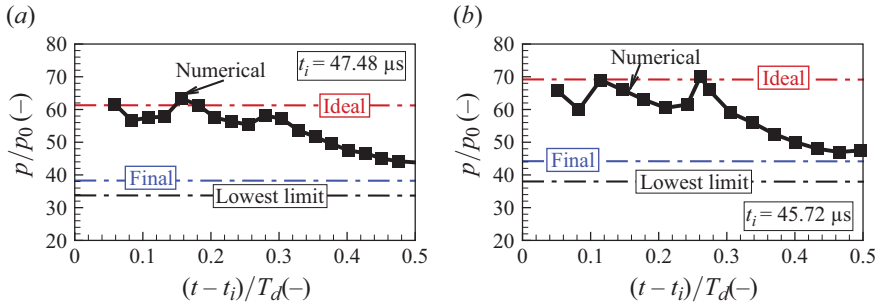 (a)
80
70
60
50
40
30
20
p/p0(–)
Numerical
ti = 47.48 μs
Ideal
Final
Lowest limit
0
0.1
0.2
0.3
0.4
0.5
(t – ti)/Td(–)
(b)
80
70
60
50
40
30
20
p/p0(–)
Numerical
Ideal
Final
Lowest limit
ti = 45.72 μs
0
0.1
0.2
0.3
0.4
0.5
(t – ti)/Td(–)